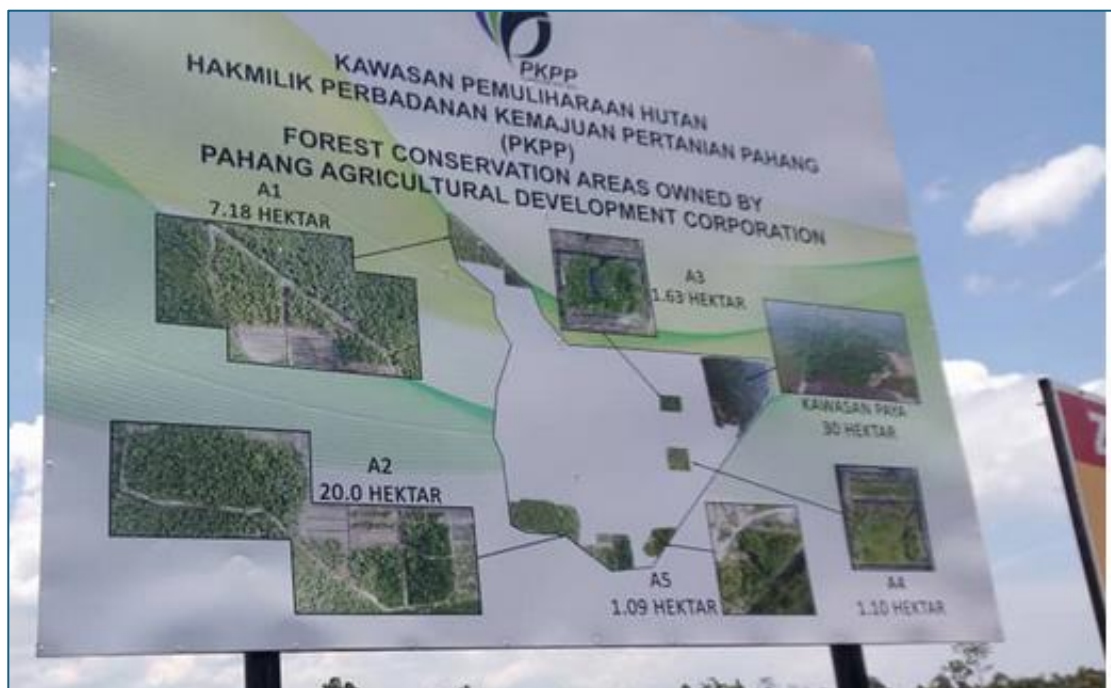 PKPP
KAWASAN PEMULIHARAAN HUTAN
HAKMILIK PERBADANAN KEMAJUAN PERTANIAN PAHANG
(PKPP)
FOREST CONSERVATION AREAS OWNED BY
PAHANG AGRICULTURAL DEVELOPMENT CORPORATION
A1
7.18 HEKTAR
A3
1.63 HEKTAR
KAWASAN PAYA
30 HEKTAR
A2
20.0 HEKTAR
A5
1.09 HEKTAR
A4
1.10 HEKTAR